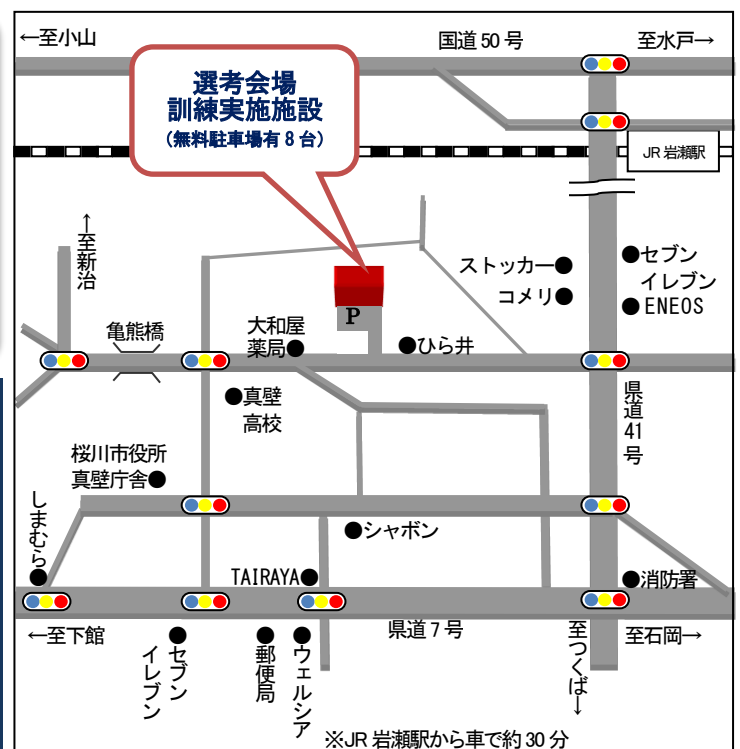 ←至小山
国道50号
至水戸→
選考会場
訓練実施施設
(無料駐車場有8台)
JR岩瀬駅
←至新治
ストッカー
コメリ
セブン
イレブン
ENEOS
亀熊橋
大和屋
薬局
P
ひら井
真壁
高校
県道41号
桜川市役所
真壁庁舎
しまむら
シャボン
TAIRAYA
消防署
←至下館
セブン
イレブン
郵便局
ウェルシア
県道7号
至つくば→
至石岡→
※JR岩瀬駅から車で約30分